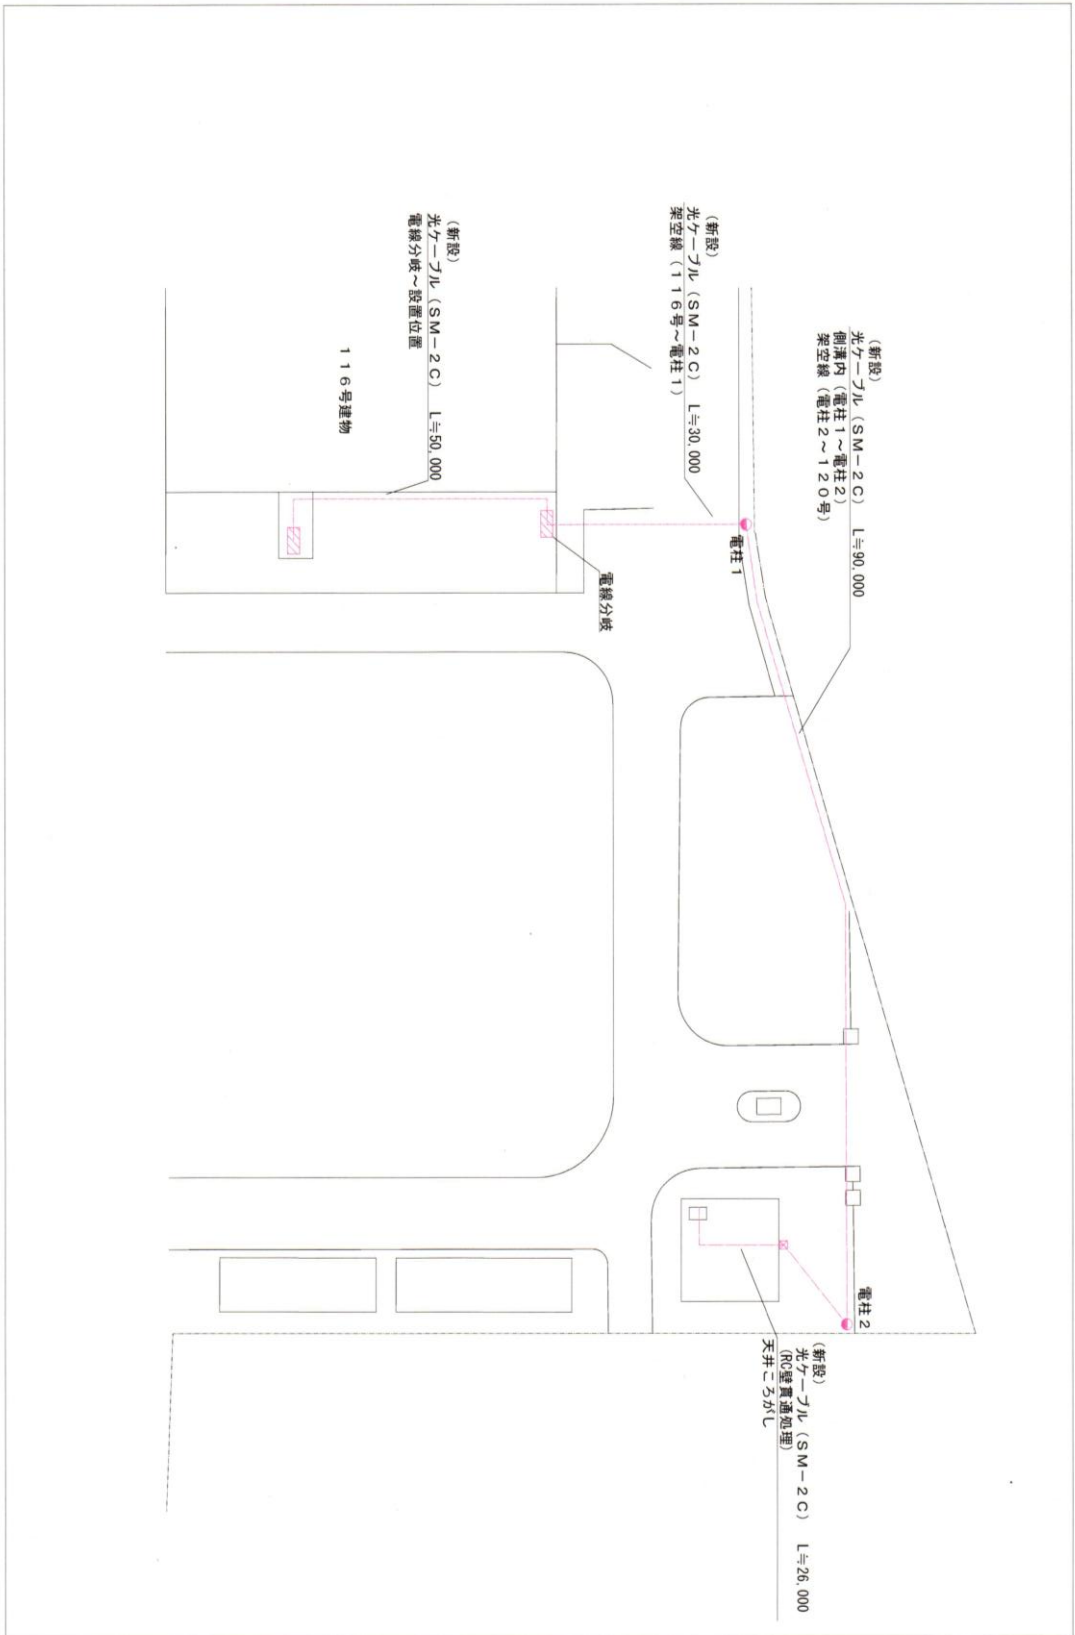 (新設)
光ケーブル（ＳＭ－２Ｃ）　L≒90,000
側溝内（電柱１～電柱２）
架空線（電柱２～１２０号）
(新設)
光ケーブル（ＳＭ－２Ｃ）　L≒30,000
架空線（１１６号～電柱１）
(新設)
光ケーブル（ＳＭ－２Ｃ）　L≒50,000
電線分岐～設置位置
１１６号建物
電柱１
電線分岐
電柱２
(新設)
光ケーブル（ＳＭ－２Ｃ）　L≒26,000
(RC壁貫通処理)
天井ころがし